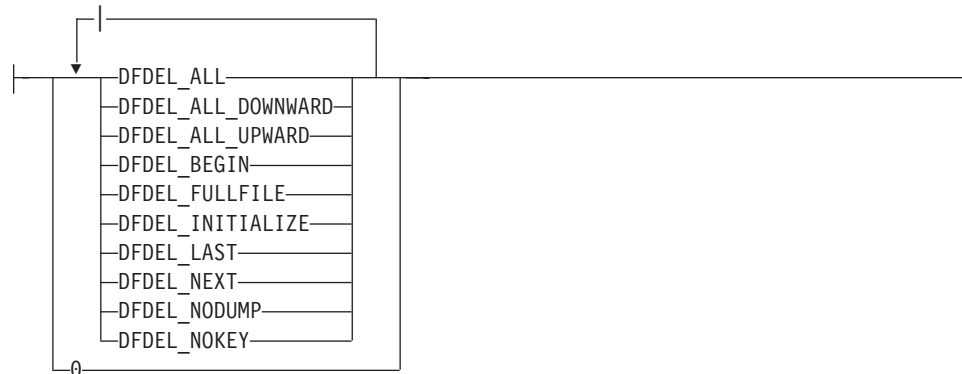 |
DFDEL_ALL
DFDEL_ALL_DOWNWARD
DFDEL_ALL_UPWARD
DFDEL_BEGIN
DFDEL_FULLFILE
DFDEL_INITIALIZE
DFDEL_LAST
DFDEL_NEXT
DFDEL_NODUMP
DFDEL_NOKEY
0